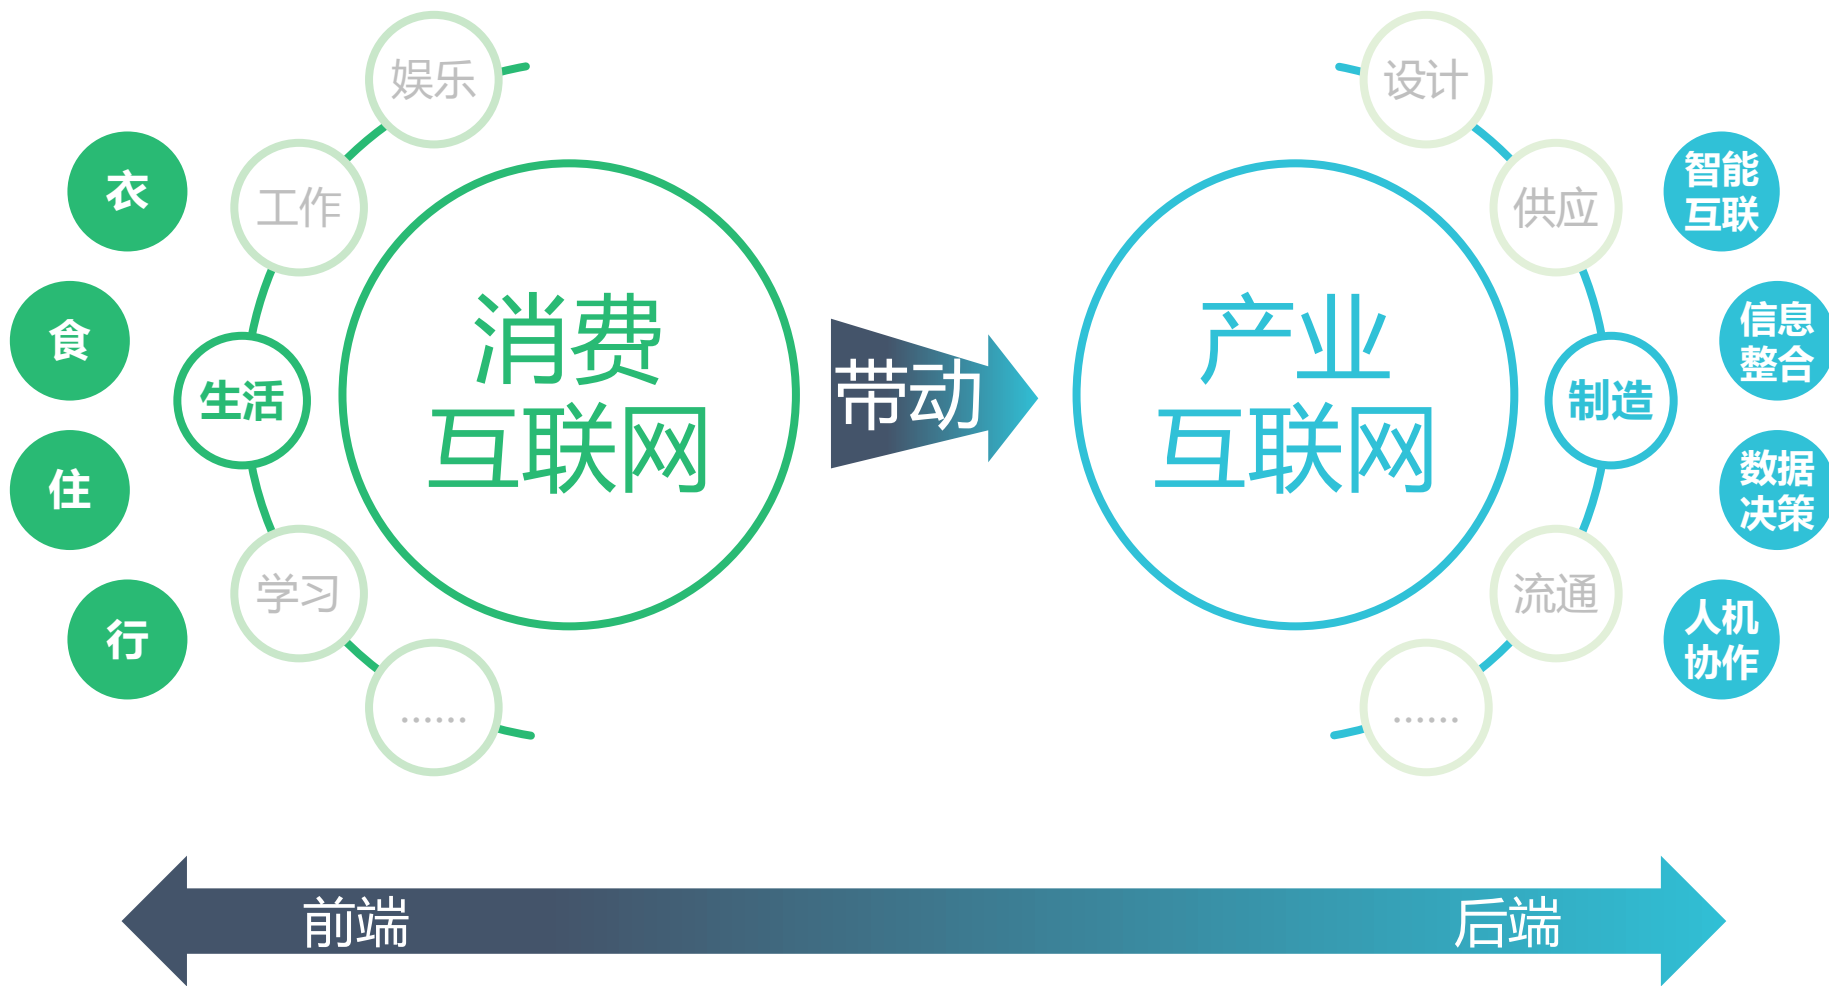 娱乐
工作
生活
学习
......
衣
食
住
行
消费
互联网
带动
产业
互联网
设计
供应
制造
流通
......
智能
互联
信息
整合
数据
决策
人机
协作
前端
后端